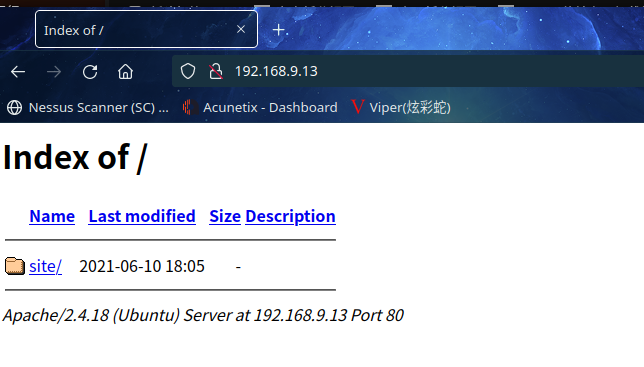 Index of /
192.168.9.13
Nessus Scanner (SC) ...
Acunetix - Dashboard
Viper(炫彩蛇)
Index of /
Name Last modified Size Description
site/ 2021-06-10 18:05 -
Apache/2.4.18 (Ubuntu) Server at 192.168.9.13 Port 80